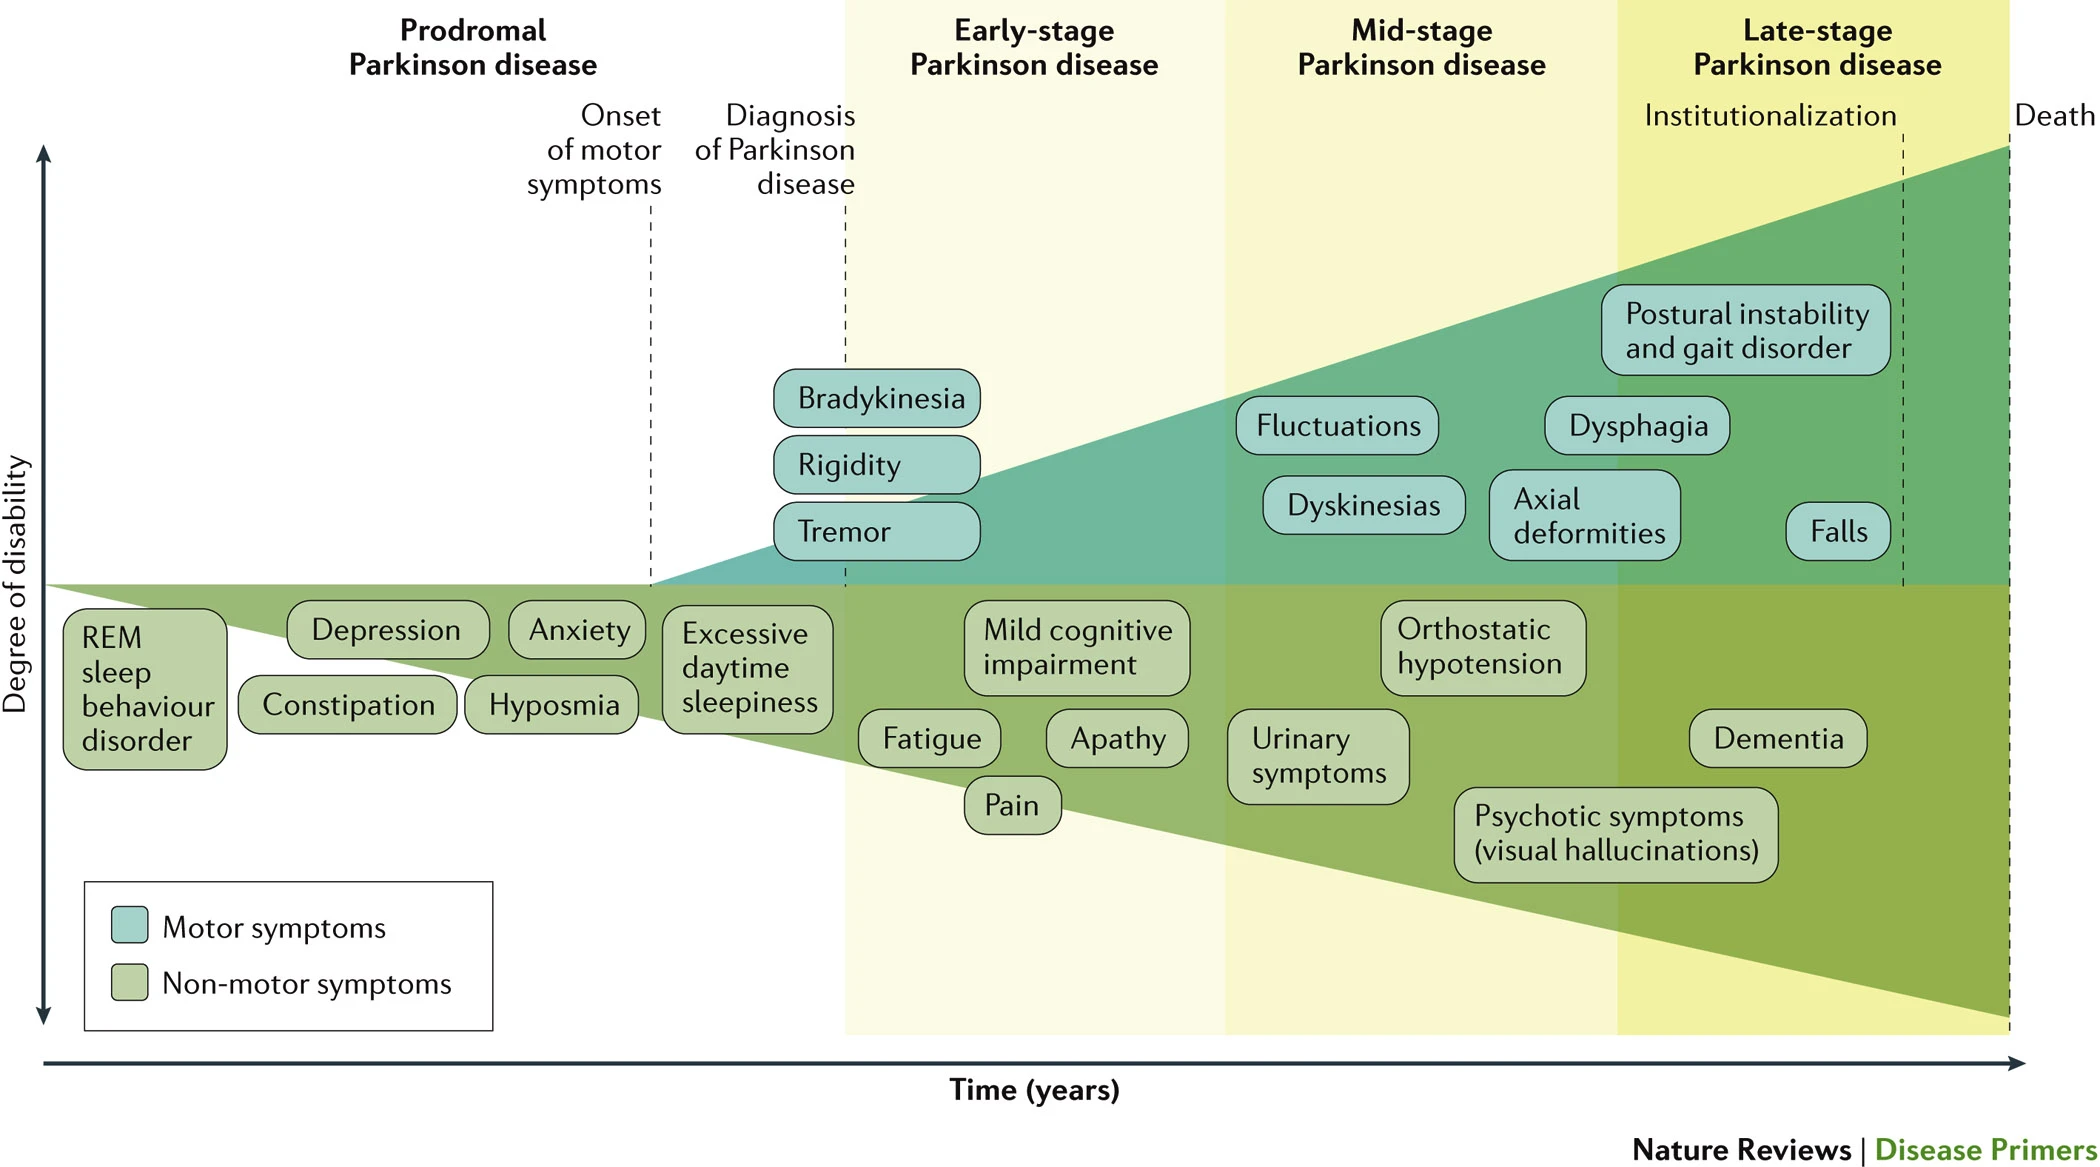 Prodromal
Parkinson disease
Early-stage
Parkinson disease
Mid-stage
Parkinson disease
Late-stage
Parkinson disease
Onset
of motor
symptoms
Diagnosis
of Parkinson
disease
Institutionalization
Death
Degree of disability
Bradykinesia
Rigidity
Tremor
Fluctuations
Dyskinesias
Postural instability
and gait disorder
Dysphagia
Axial
deformities
Falls
REM
sleep
behaviour
disorder
Depression
Anxiety
Constipation
Hyposmia
Excessive
daytime
sleepiness
Mild cognitive
impairment
Fatigue
Apathy
Pain
Orthostatic
hypotension
Urinary
symptoms
Dementia
Psychotic symptoms
(visual hallucinations)
Motor symptoms
Non-motor symptoms
Time (years)
Nature Reviews | Disease Primers